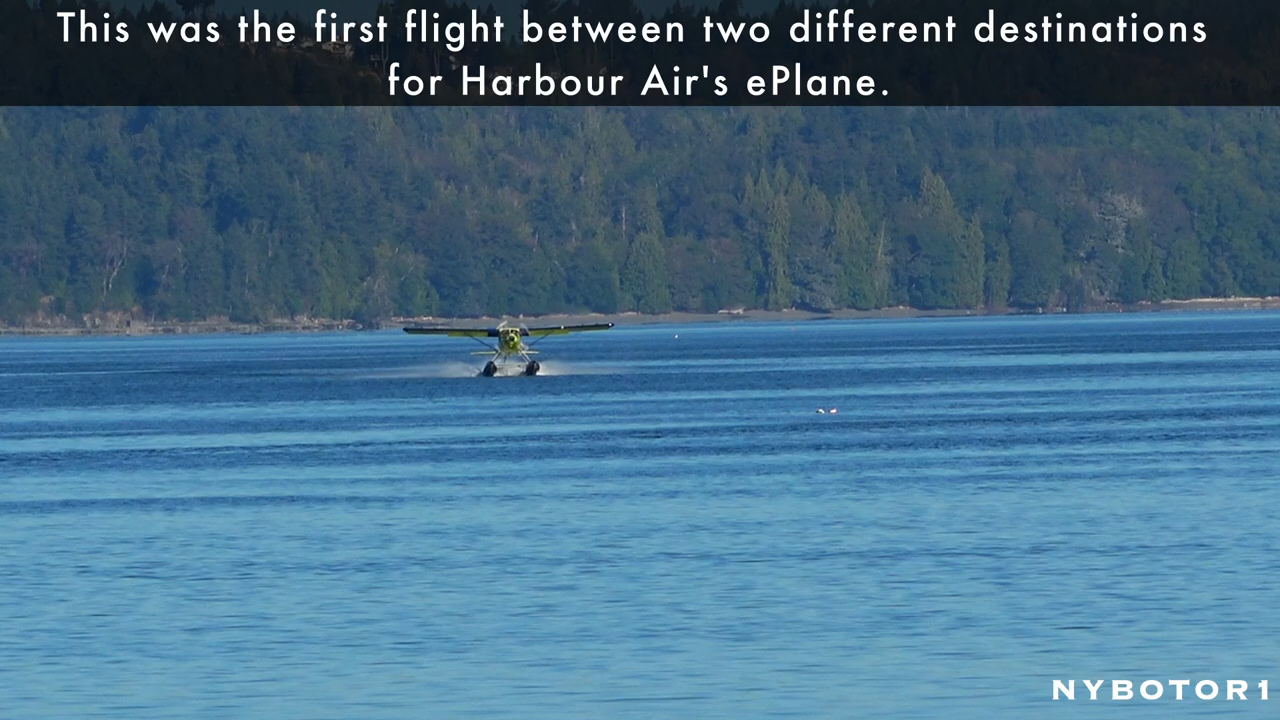 This was the first flight between two different destinations
for Harbour Air's ePlane.
NYBOTOR1